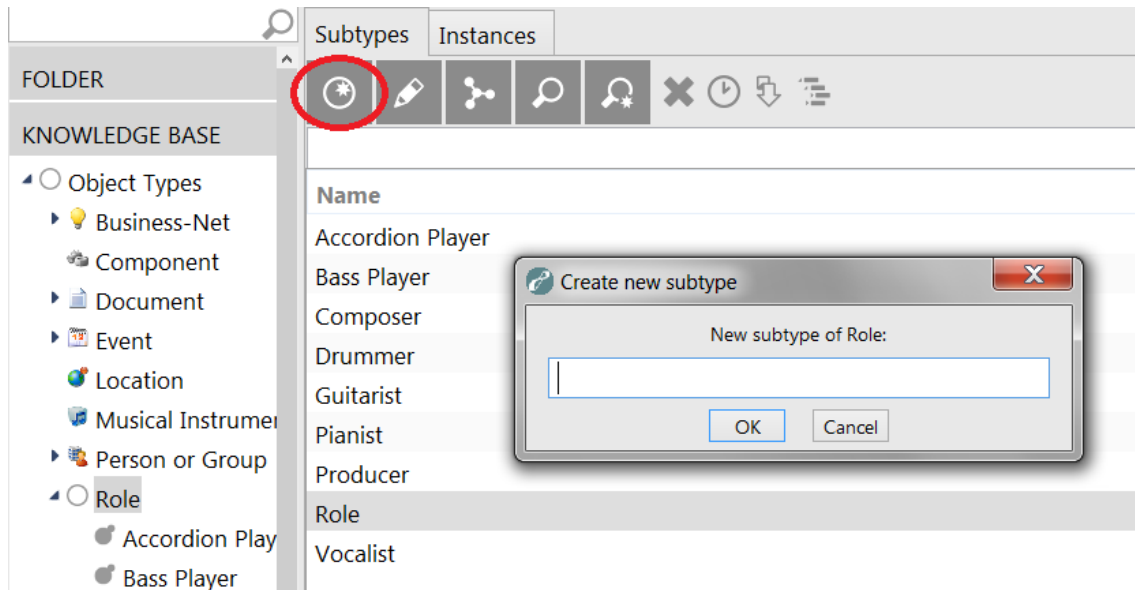 FOLDER
KNOWLEDGE BASE
Object Types
Business-Net
Component
Document
Event
Location
Musical Instrumen
Person or Group
Role
Accordion Play
Bass Player
Subtypes Instances
Name
Accordion Player
Bass Player
Composer
Drummer
Guitarist
Pianist
Producer
Role
Vocalist
Create new subtype
X
New subtype of Role:
OK Cancel